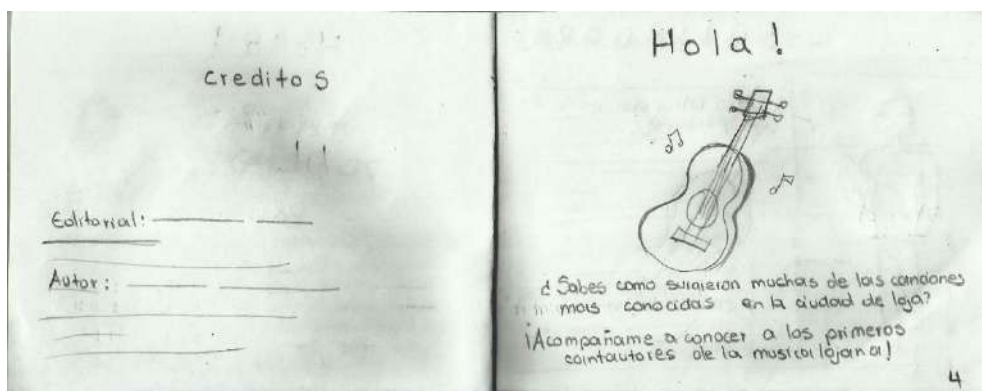 creditos
Editorial:
Autor:
Hola!
¿Sabes como surgieron muchas de las canciones
mas conocidas en la ciudad de loja?
¡Acompañame a conocer a los primeros
cantautores de la musica lojana!
4